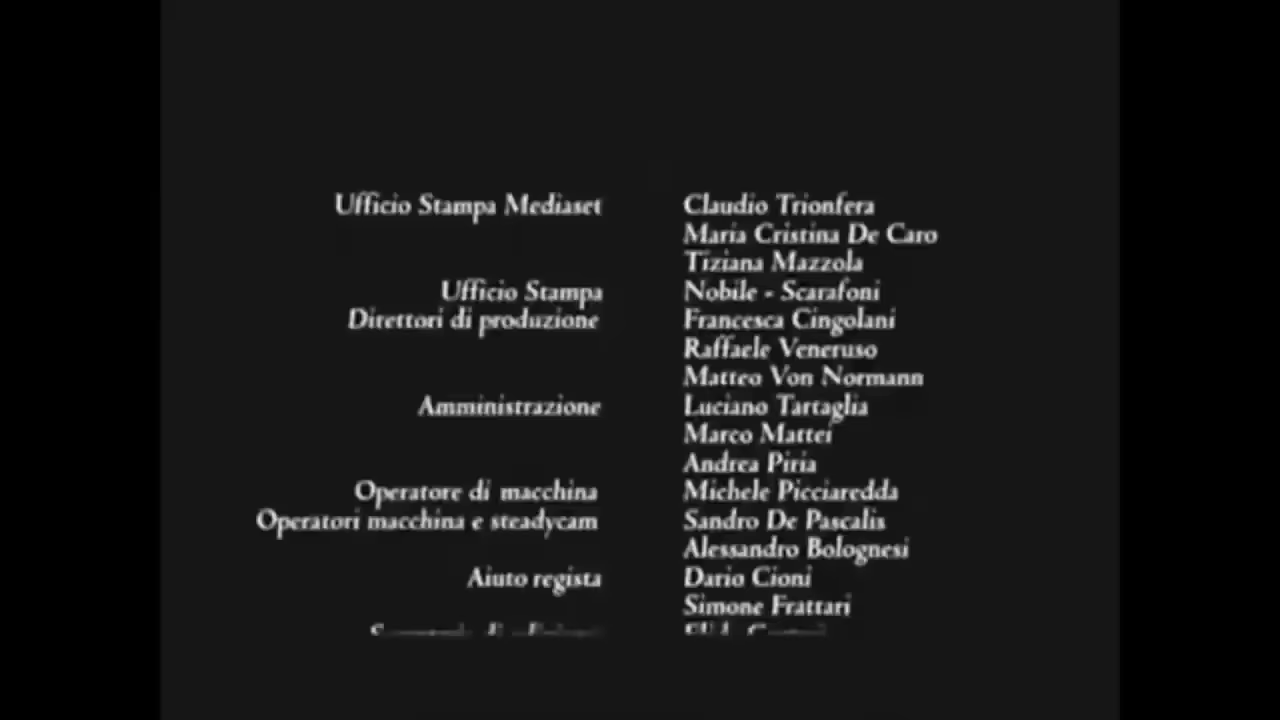 Ufficio Stampa Mediaset Claudio Trionfera
Maria Cristina De Caro
Tiziana Mazzola
Ufficio Stampa Nobile - Scarafoni
Direttori di produzione Francesca Cingolani
Raffaele Veneruso
Matteo Von Normann
Amministrazione Luciano Tartaglia
Marco Mattei
Andrea Piria
Operatore di macchina Michele Picciaredda
Operatori macchina e steadycam Sandro De Pascalis
Alessandro Bolognesi
Aiuto regista Dario Cioni
Simone Frattari